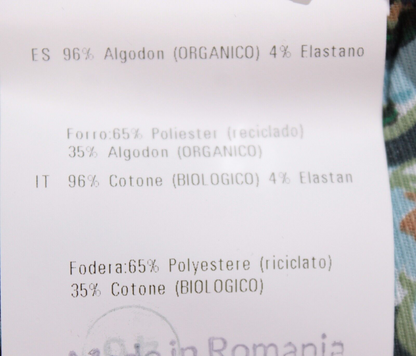 ES 96% Algodon (ORGANICO) 4% Elastano
Forro:65% Poliester (reciclado)
35% Algodon (ORGANICO)
IT 96% Cotone (BIOLOGICO) 4% Elastan
Fodera:65% Polyestere (riciclato)
35% Cotone (BIOLOGICO)
Made in Romania